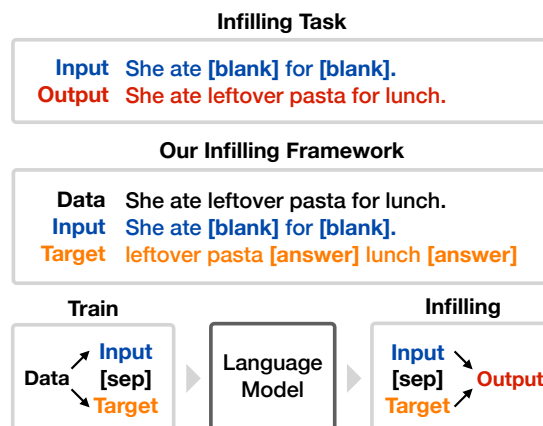 Infilling Task
Input She ate [blank] for [blank].
Output She ate leftover pasta for lunch.
Our Infilling Framework
Data She ate leftover pasta for lunch.
Input She ate [blank] for [blank].
Target leftover pasta [answer] lunch [answer]
Train
Data
Input
[sep]
Target
Language
Model
Infilling
Input
[sep]
Target
Output